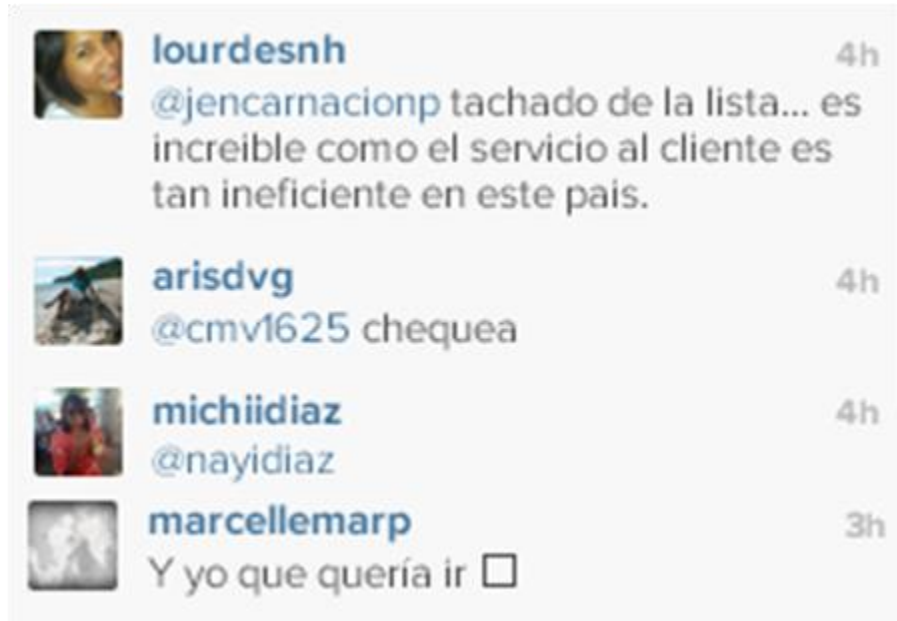 lourdesnh 4h
@jencarnacionp tachado de la lista... es
increible como el servicio al cliente es
tan ineficiente en este pais.
arisdvg 4h
@cmv1625 chequea
michiidiaz 4h
@nayidiaz
marcellemarp 3h
Y yo que quería ir